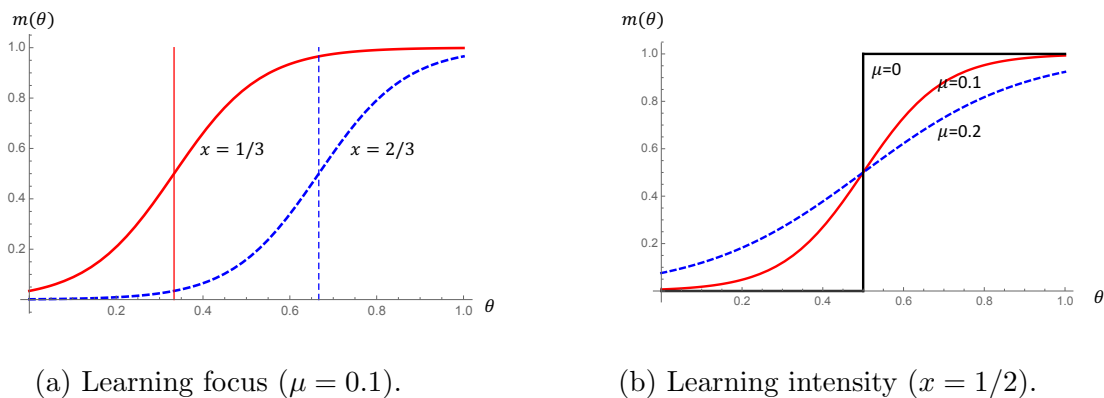 m(θ)
1.0
0.8
0.6
0.4
0.2
x = 1/3
x = 2/3
0.2 0.4 0.6 0.8 1.0 θ
(a) Learning focus (μ = 0.1).
m(θ)
1.0
0.8
0.6
0.4
0.2
μ=0
μ=0.1
μ=0.2
0.2 0.4 0.6 0.8 1.0 θ
(b) Learning intensity (x = 1/2).